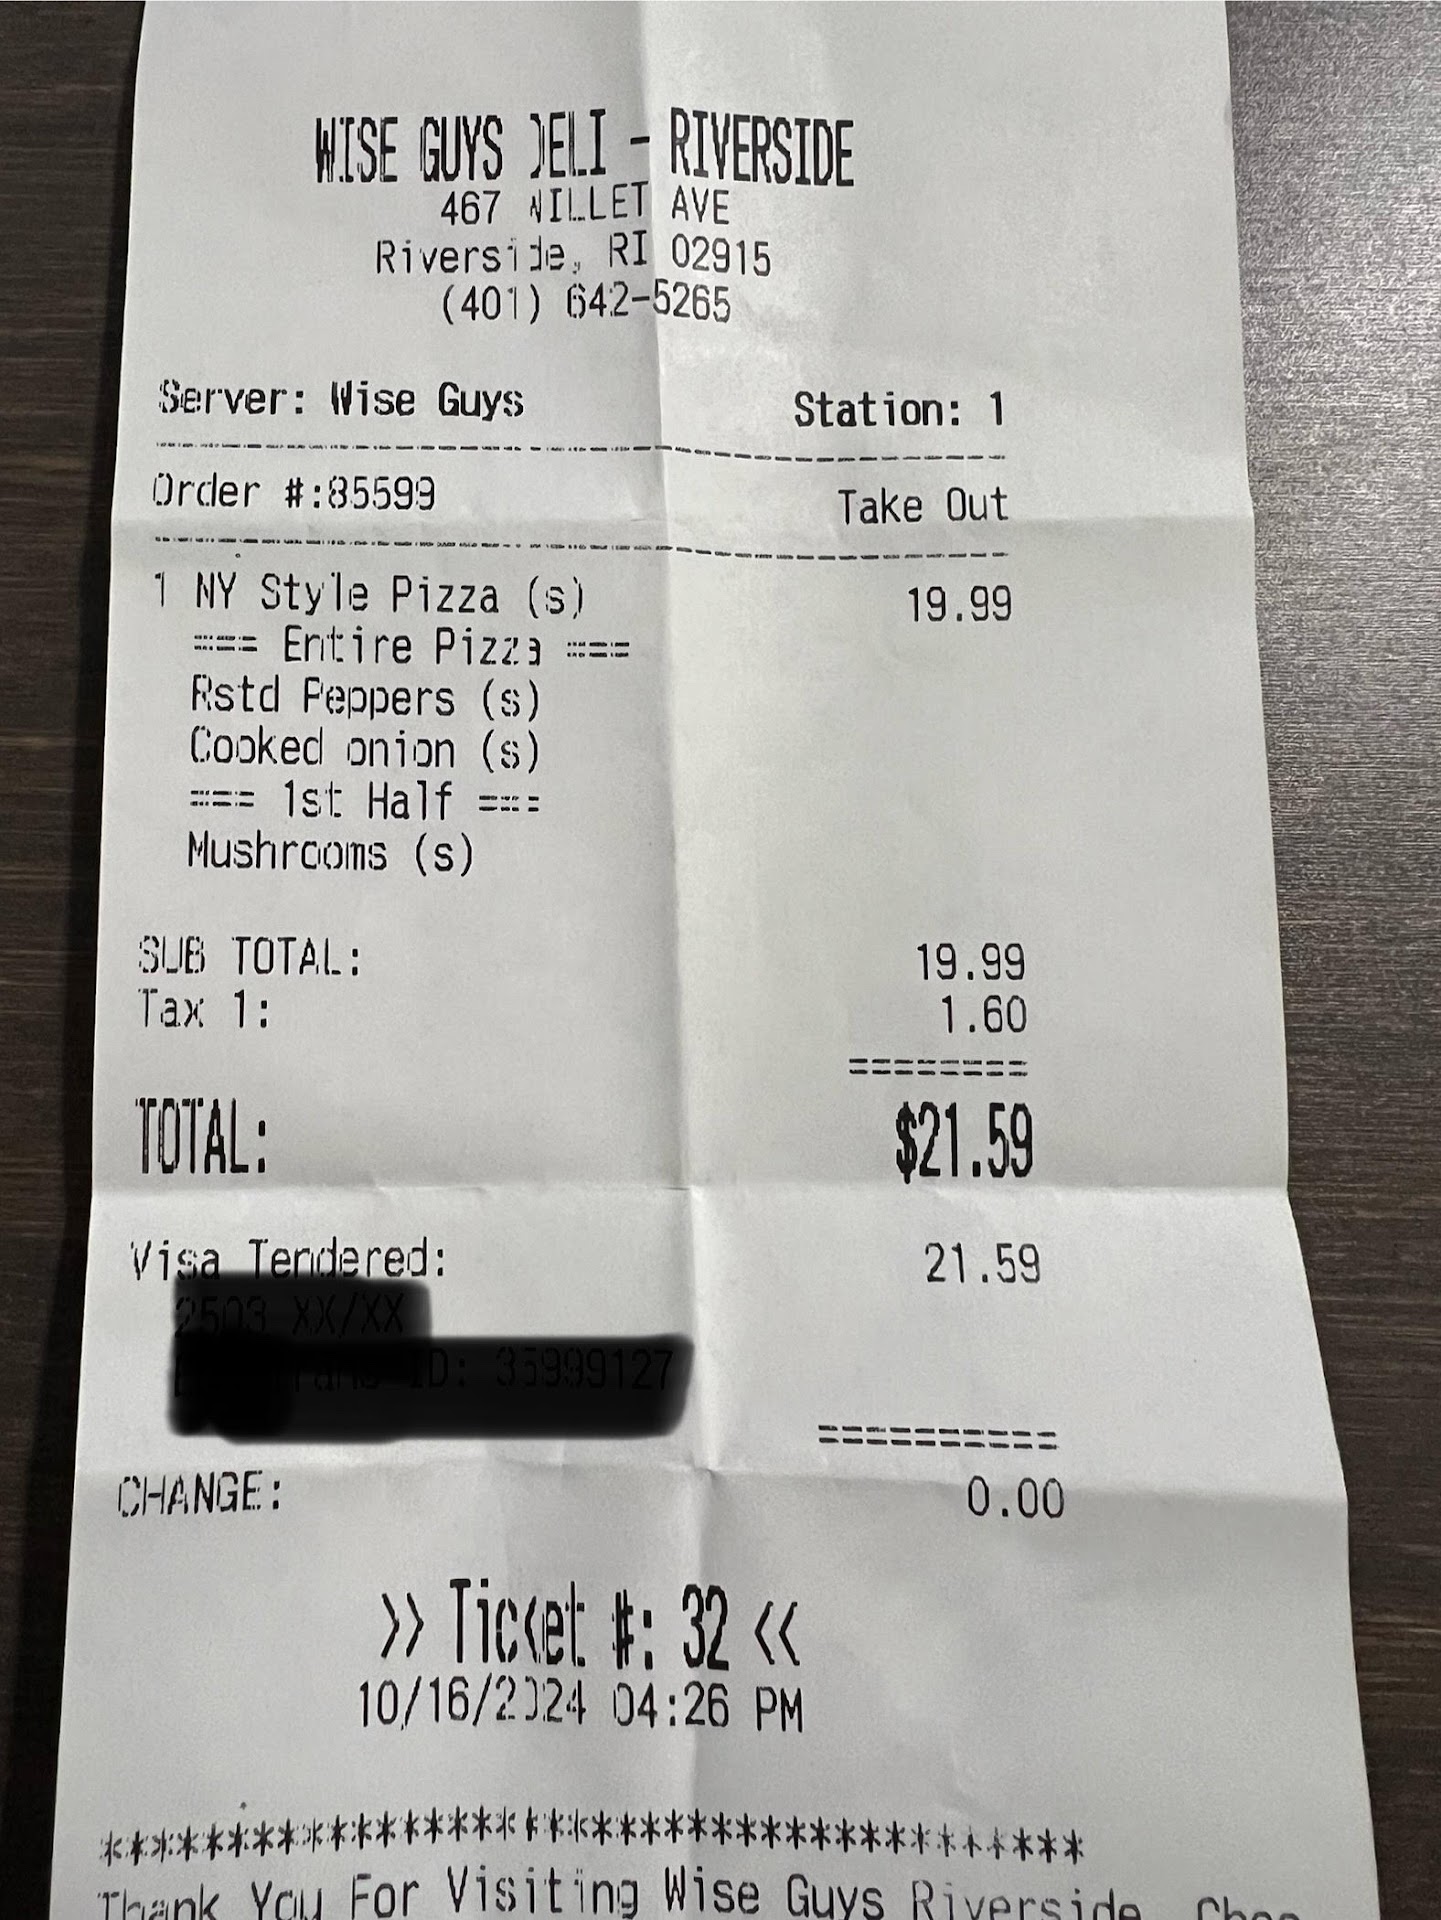 WISE GUYS DELI - RIVERSIDE
467 WILLET AVE
Riverside, RI 02915
(401) 642-5265
Server: Wise Guys Station: 1
Order #:85599 Take Out
1 NY Style Pizza (s) 19.99
=== Entire Pizza ===
Rstd Peppers (s)
Cooked onion (s)
=== 1st Half ===
Mushrooms (s)
SUB TOTAL: 19.99
Tax 1: 1.60
========
TOTAL: $21.59
Visa Tendered: 21.59
==========
CHANGE: 0.00
>> Ticket #: 32 <<
10/16/2024 04:26 PM
*****************************************
Thank You For Visiting Wise Guys Riverside.